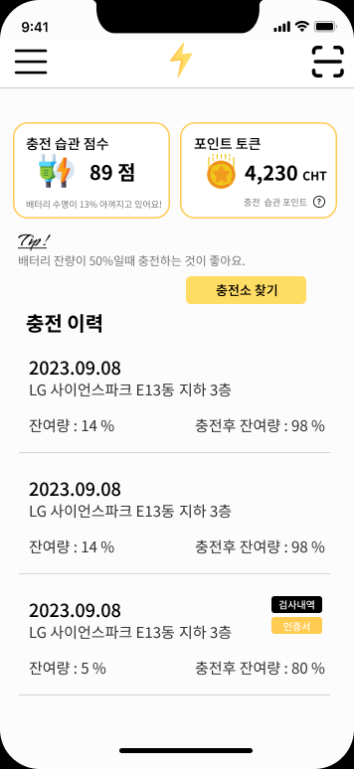 9:41
충전 습관 점수
89 점
배터리 수명이 13% 아껴지고 있어요!
포인트 토큰
4,230 CHT
충전 습관 포인트 ?
Tip!
배터리 잔량이 50%일때 충전하는 것이 좋아요.
충전소 찾기
충전 이력
2023.09.08
LG 사이언스파크 E13동 지하 3층
잔여량 : 14 % 충전후 잔여량 : 98 %
2023.09.08
LG 사이언스파크 E13동 지하 3층
잔여량 : 14 % 충전후 잔여량 : 98 %
2023.09.08 검사내역
LG 사이언스파크 E13동 지하 3층 인증서
잔여량 : 5 % 충전후 잔여량 : 80 %